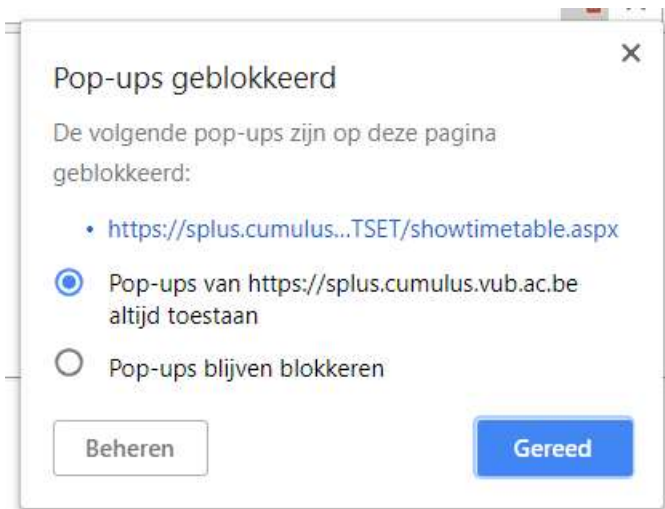 Pop-ups geblokkeerd
De volgende pop-ups zijn op deze pagina
geblokkeerd:
• https://splus.cumulus...TSET/showtimetable.aspx
Pop-ups van https://splus.cumulus.vub.ac.be
altijd toestaan
Pop-ups blijven blokkeren
Beheren
Gereed